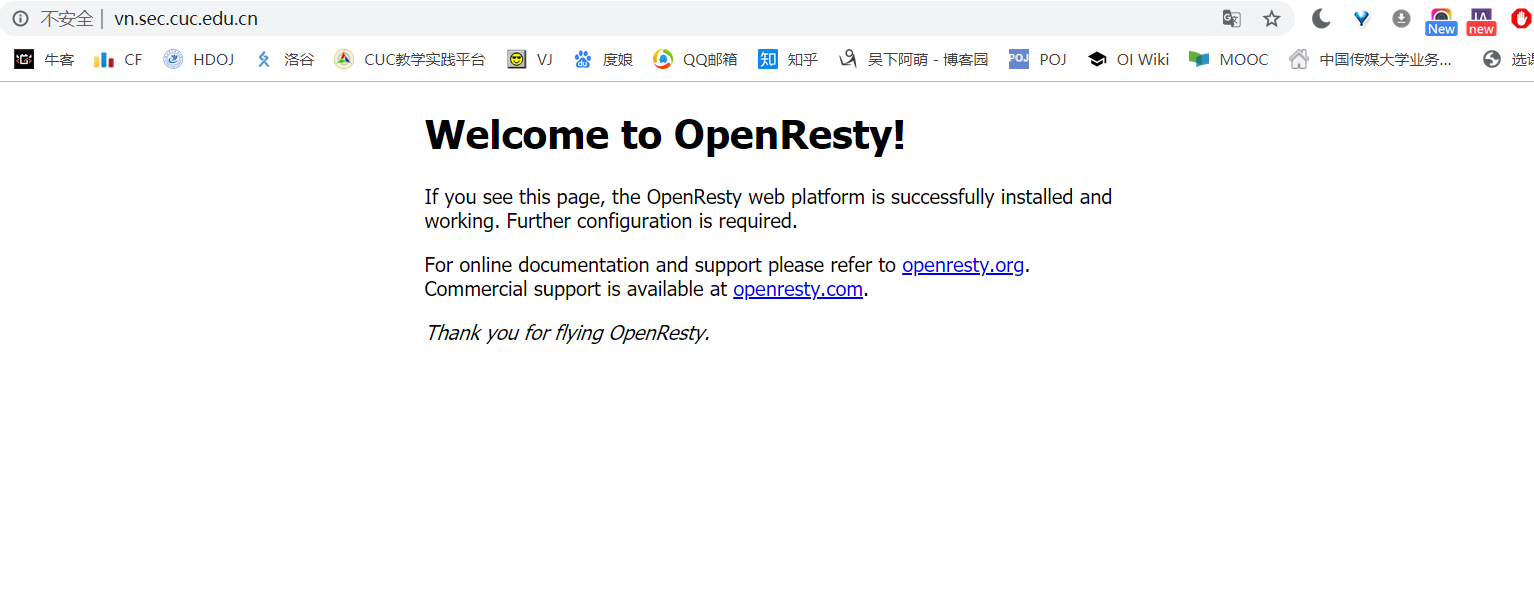 不安全 | vn.sec.cuc.edu.cn
New new
牛客 CF HDOJ 洛谷 CUC教学实践平台 VJ 度娘 QQ邮箱 知乎 吴下阿萌 - 博客园 POJ OI Wiki MOOC 中国传媒大学业务... 选课
Welcome to OpenResty!
If you see this page, the OpenResty web platform is successfully installed and
working. Further configuration is required.
For online documentation and support please refer to openresty.org.
Commercial support is available at openresty.com.
Thank you for flying OpenResty.